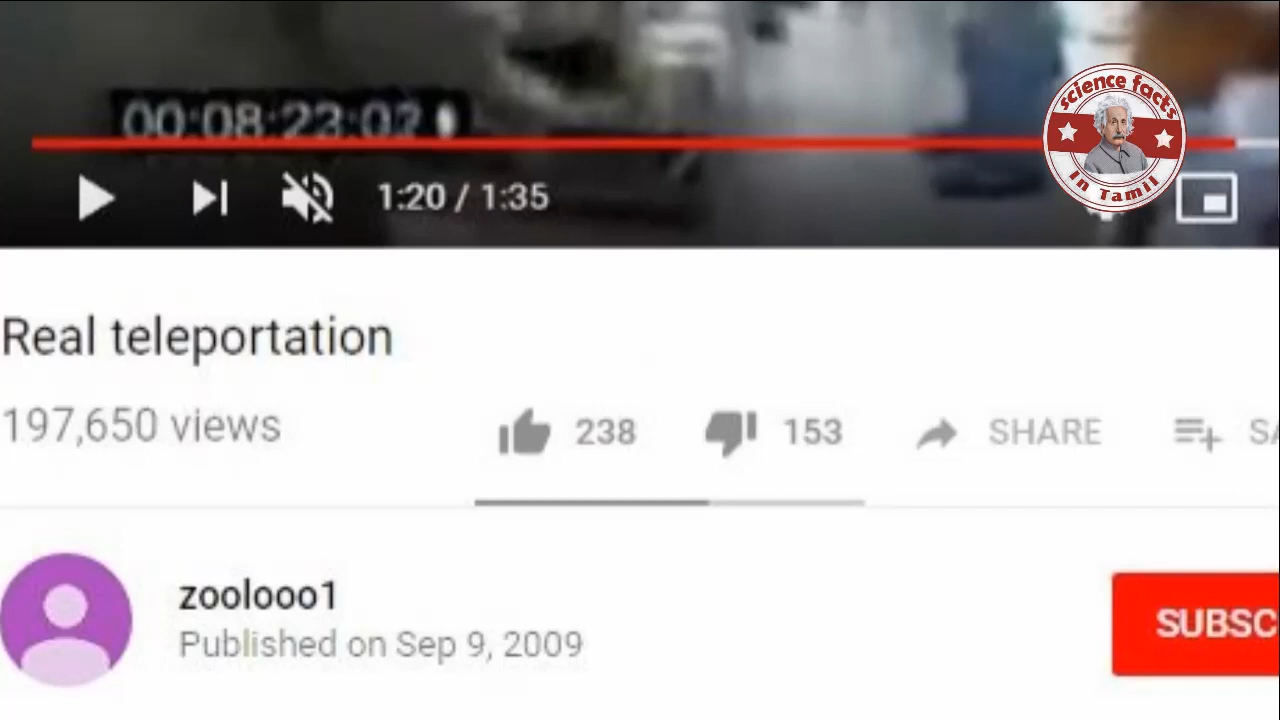 science facts
In Tamil
00:08:23:02
1:20 / 1:35
Real teleportation
197,650 views
238
153
SHARE
SA
zoolooo1
Published on Sep 9, 2009
SUBSC